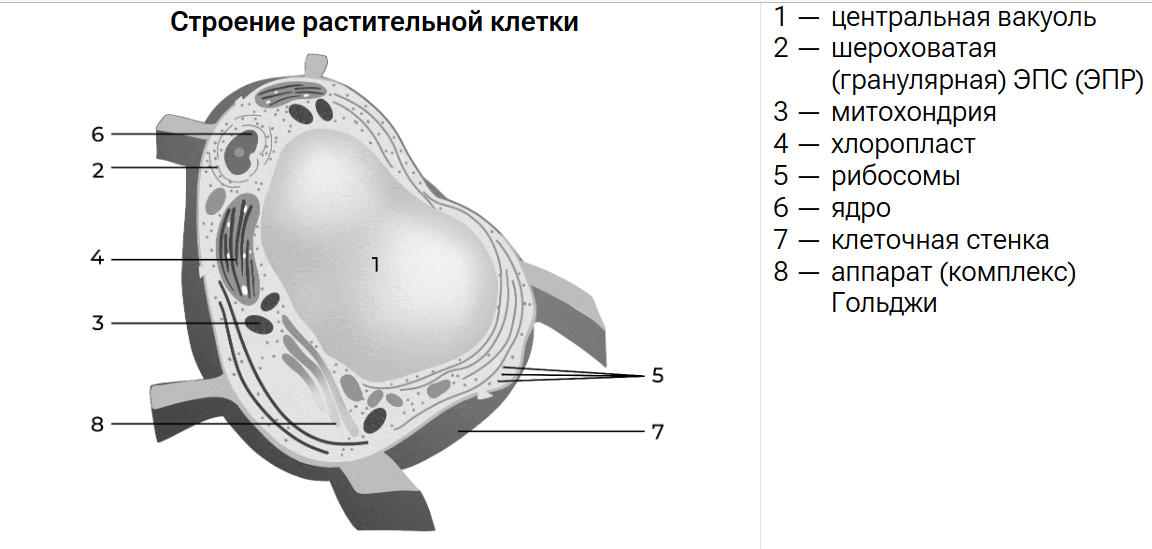 Строение растительной клетки
6
2
4
3
8
1
5
7
1 — центральная вакуоль
2 — шероховатая
(гранулярная) ЭПС (ЭПР)
3 — митохондрия
4 — хлоропласт
5 — рибосомы
6 — ядро
7 — клеточная стенка
8 — аппарат (комплекс)
Гольджи